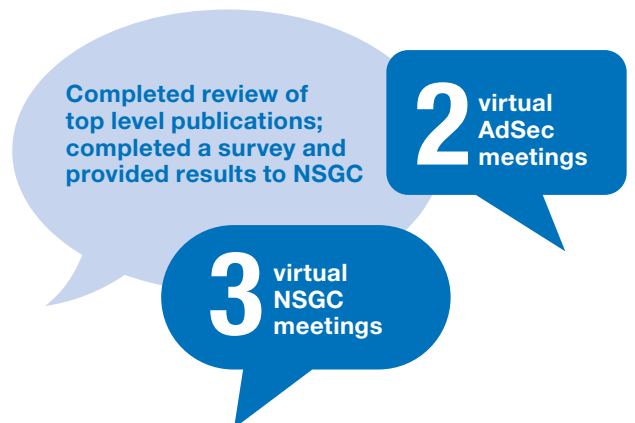 Completed review of
top level publications;
completed a survey and
provided results to NSGC
2 virtual
AdSec
meetings
3 virtual
NSGC
meetings